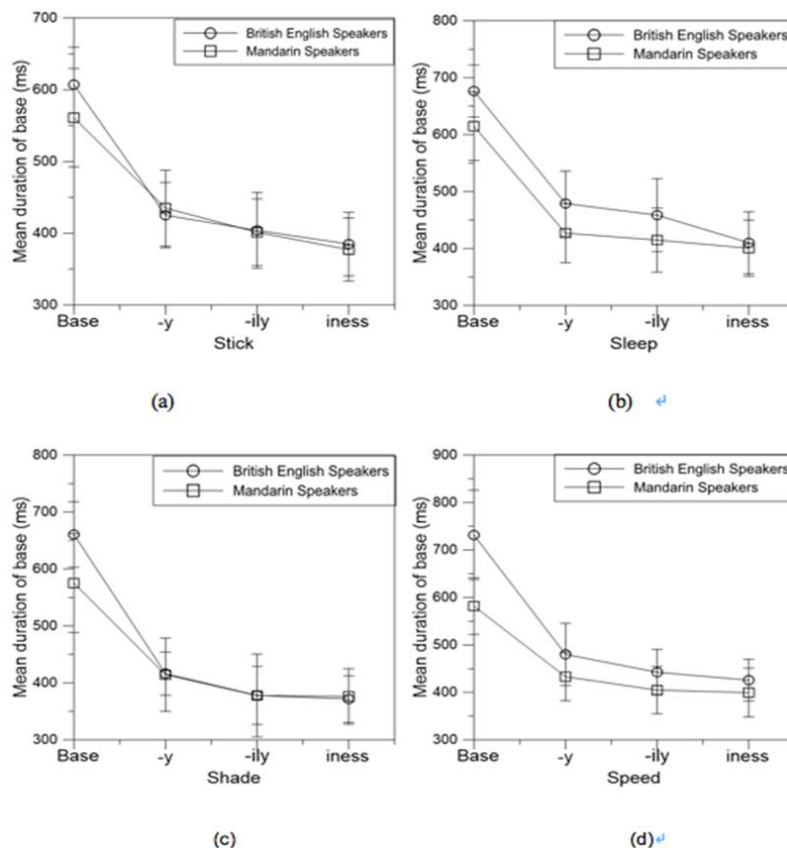 700
British English Speakers
Mandarin Speakers
600
500
400
300
Mean duration of base (ms)
Base -y -ily iness
Stick
(a)
800
British English Speakers
Mandarin Speakers
700
600
500
400
300
Mean duration of base (ms)
Base -y -ily iness
Sleep
(b) ↵
800
British English Speakers
Mandarin Speakers
700
600
500
400
300
Mean duration of base (ms)
Base -y -ily iness
Shade
(c)
900
British English Speakers
Mandarin Speakers
800
700
600
500
400
300
Mean duration of base (ms)
Base -y -ily iness
Speed
(d)↵